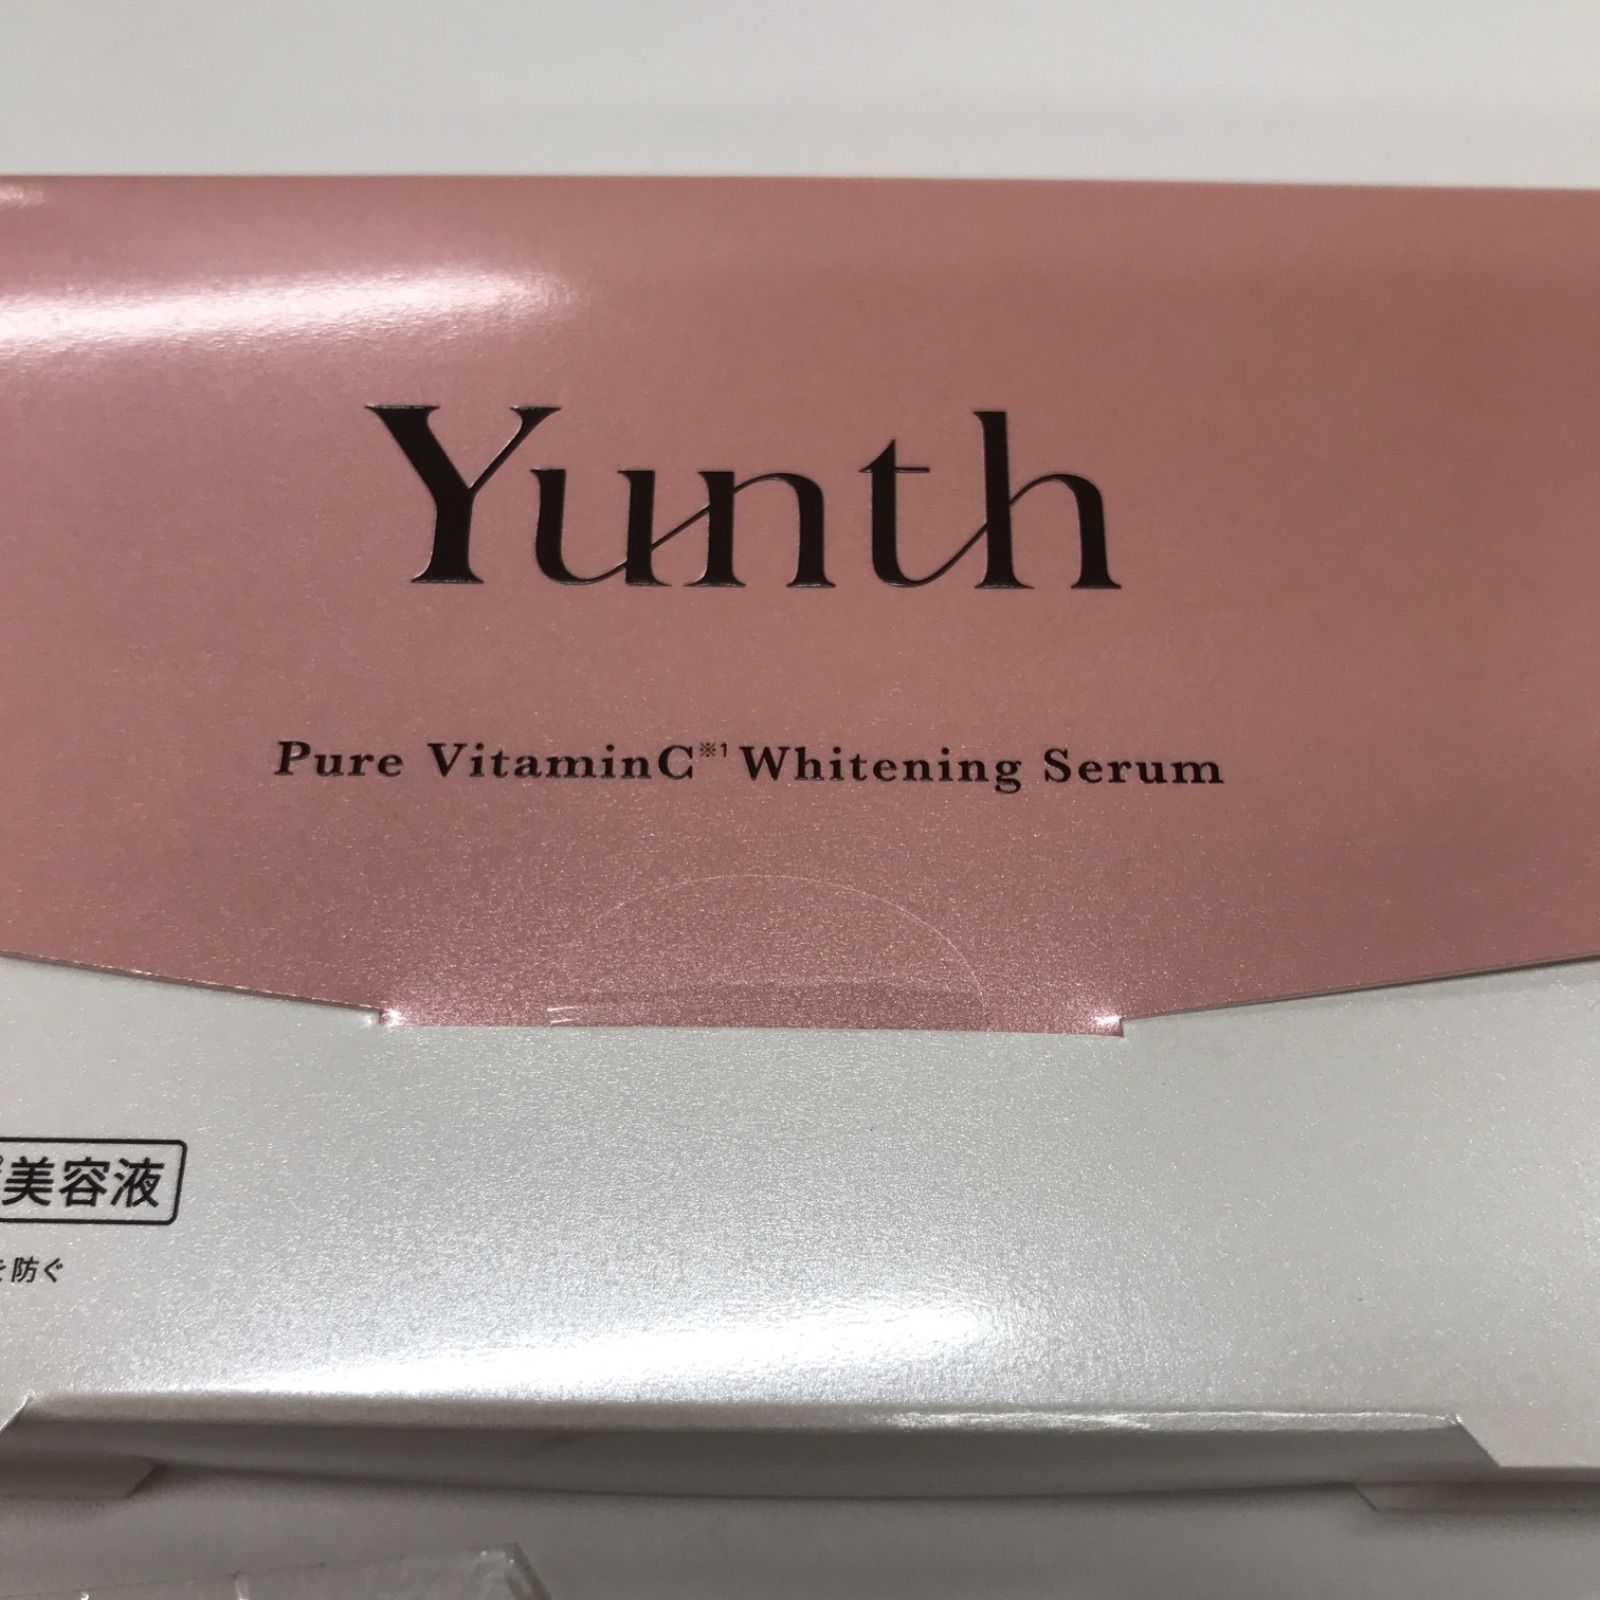 Yunth
Pure VitaminC※1 Whitening Serum
美容液
を防ぐ